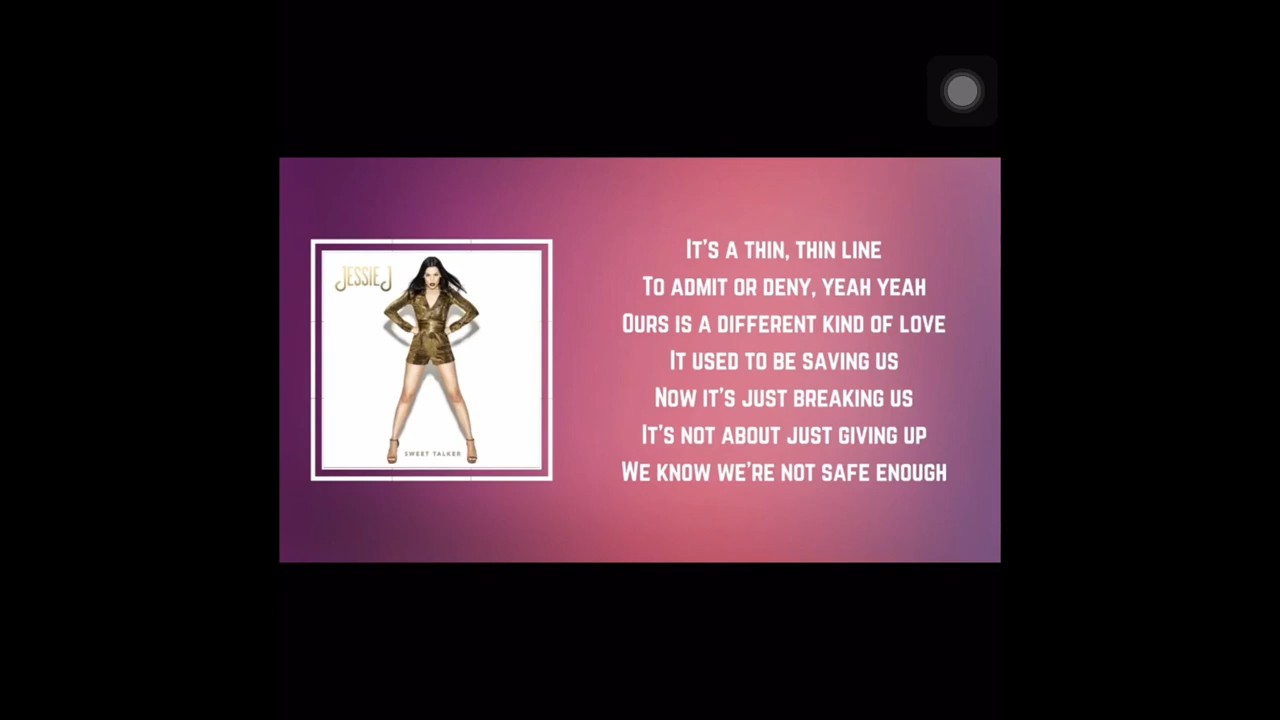 JESSIE J
SWEET TALKER
IT'S A THIN, THIN LINE
TO ADMIT OR DENY, YEAH YEAH
OURS IS A DIFFERENT KIND OF LOVE
IT USED TO BE SAVING US
NOW IT'S JUST BREAKING US
IT'S NOT ABOUT JUST GIVING UP
WE KNOW WE'RE NOT SAFE ENOUGH